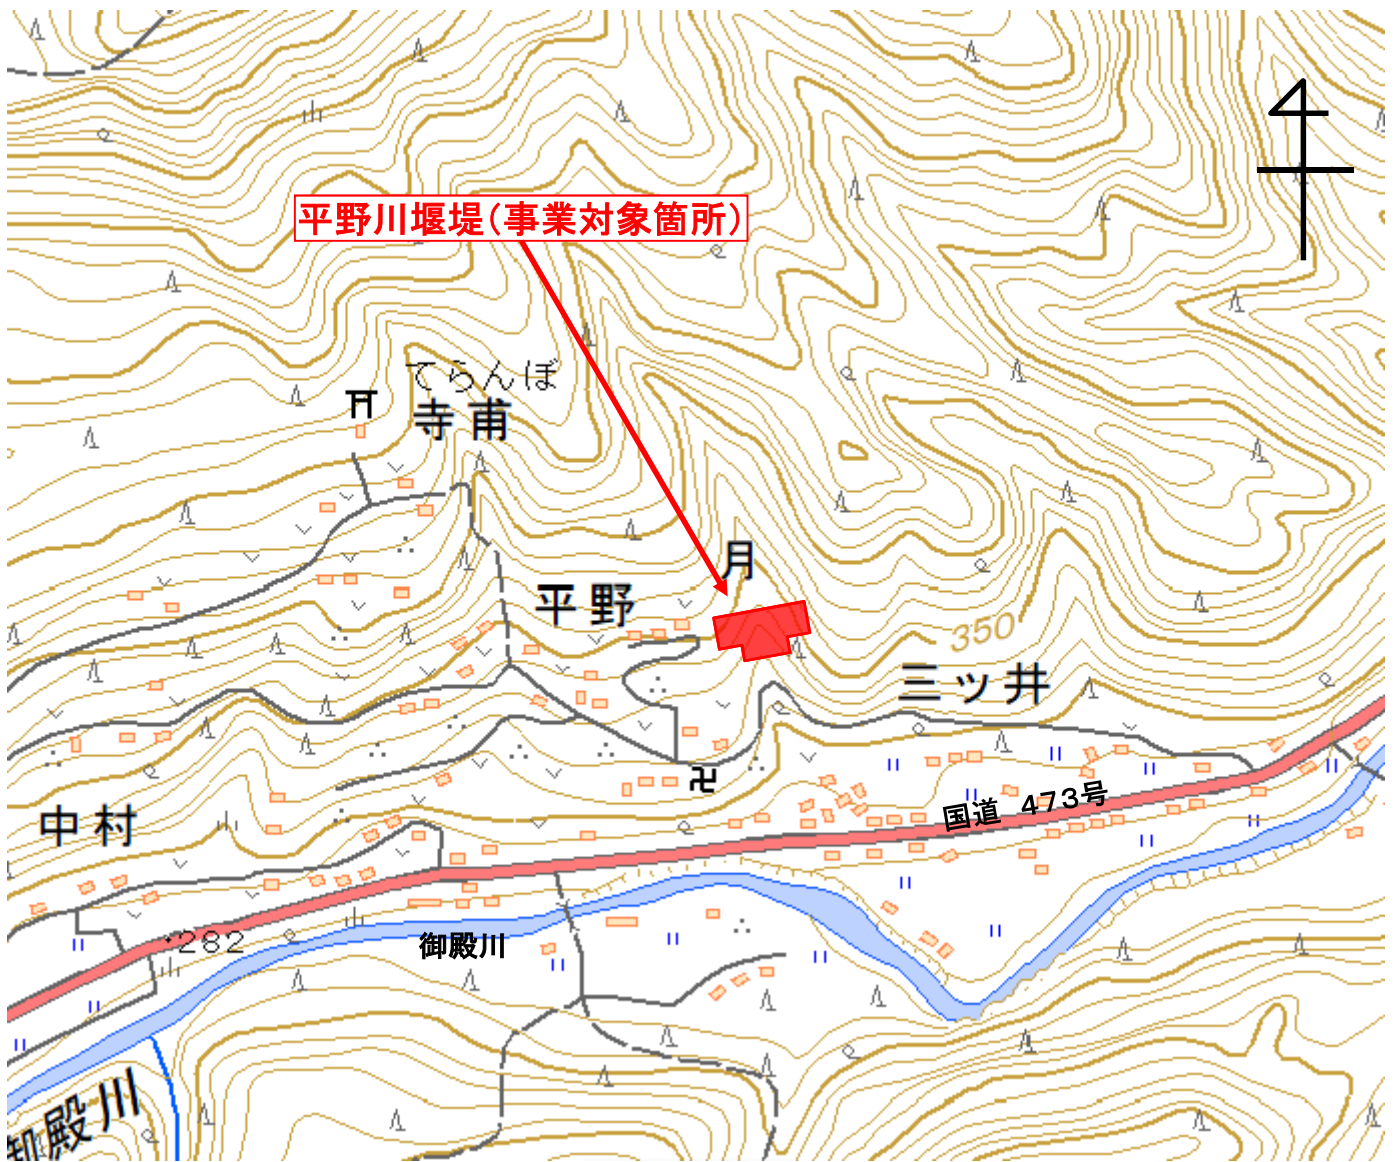 平野川堰堤(事業対象箇所)
てらんぼ
寺甫
月
平野
350
三ッ井
国道 473号
中村
282
御殿川
御殿川